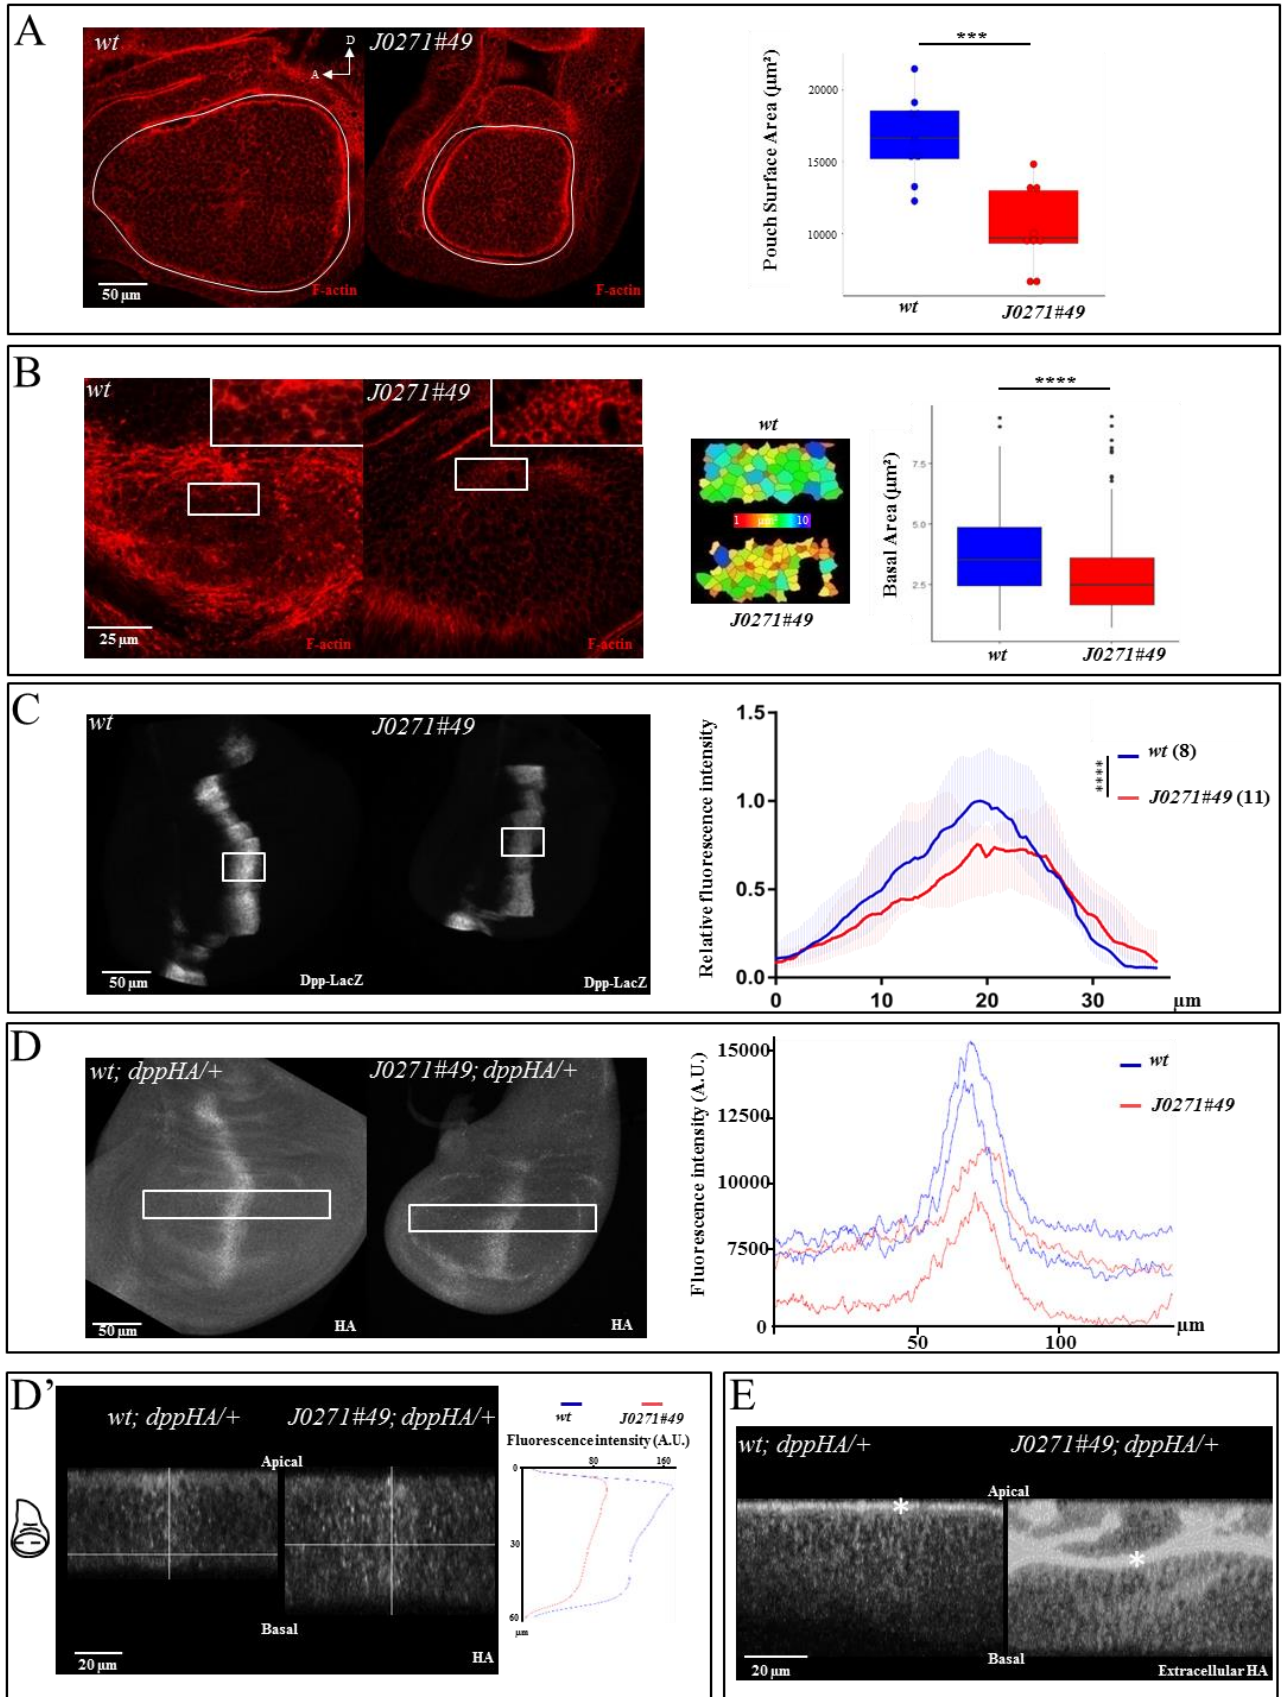 A
wt
J0271#49
D
A
50 µm
F-actin
F-actin
***
Pouch Surface Area (µm²)
20000
15000
10000
wt
J0271#49
B
wt
J0271#49
25 µm
F-actin
F-actin
wt
1 µm² 10
J0271#49
****
Basal Area (µm²)
7.5
5.0
2.5
wt
J0271#49
C
wt
J0271#49
50 µm
Dpp-LacZ
Dpp-LacZ
Relative fluorescence intensity
1.5
1.0
0.5
0.0
0
10
20
30
µm
wt (8)
****
J0271#49 (11)
D
wt; dppHA/+
J0271#49; dppHA/+
50 µm
HA
HA
Fluorescence intensity (A.U.)
15000
12500
10000
7500
0
50
100
µm
wt
J0271#49
D’
wt; dppHA/+
J0271#49; dppHA/+
Apical
Basal
20 µm
HA
wt
J0271#49
Fluorescence intensity (A.U.)
80
160
0
30
60
µm
E
wt; dppHA/+
J0271#49; dppHA/+
Apical
*
*
Basal
20 µm
Extracellular HA